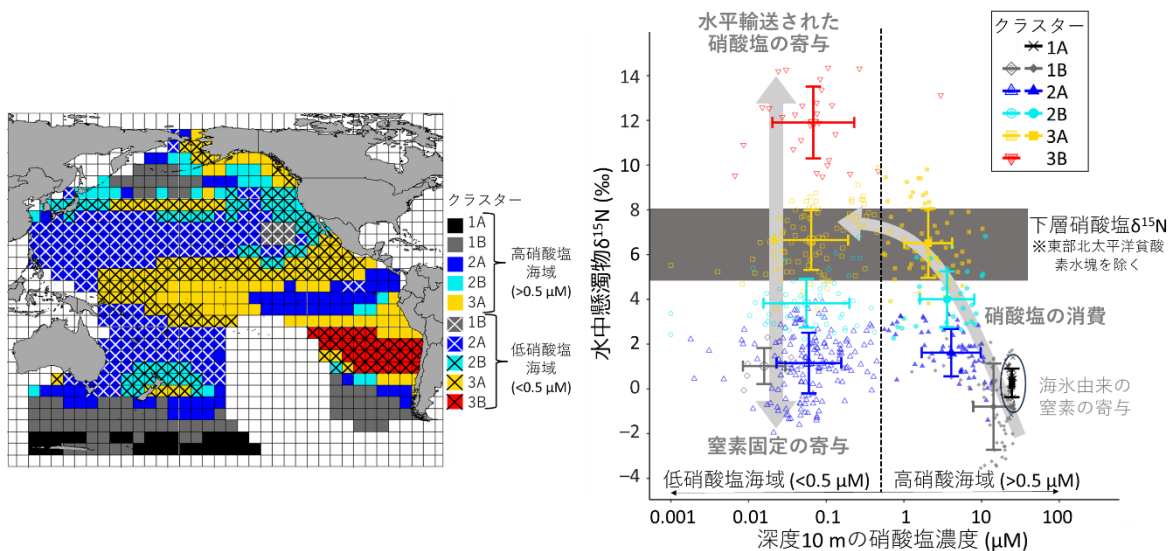 クラスター
1A
1B
2A
2B
3A
高硝酸塩
海域
(>0.5 μM)
1B
2A
2B
3A
3B
低硝酸塩
海域
(<0.5 μM)
水平輸送された
硝酸塩の寄与
クラスター
1A
1B
2A
2B
3A
3B
水中懸濁物δ¹⁵N (‰)
14
12
10
8
6
4
2
0
−2
−4
下層硝酸塩δ¹⁵N
※東部北太平洋貧酸
素水塊を除く
硝酸塩の消費
海氷由来の
窒素の寄与
窒素固定の寄与
低硝酸塩海域 (<0.5 μM)
高硝酸海域 (>0.5 μM)
0.001
0.01
0.1
1
10
100
深度10 mの硝酸塩濃度 (μM)